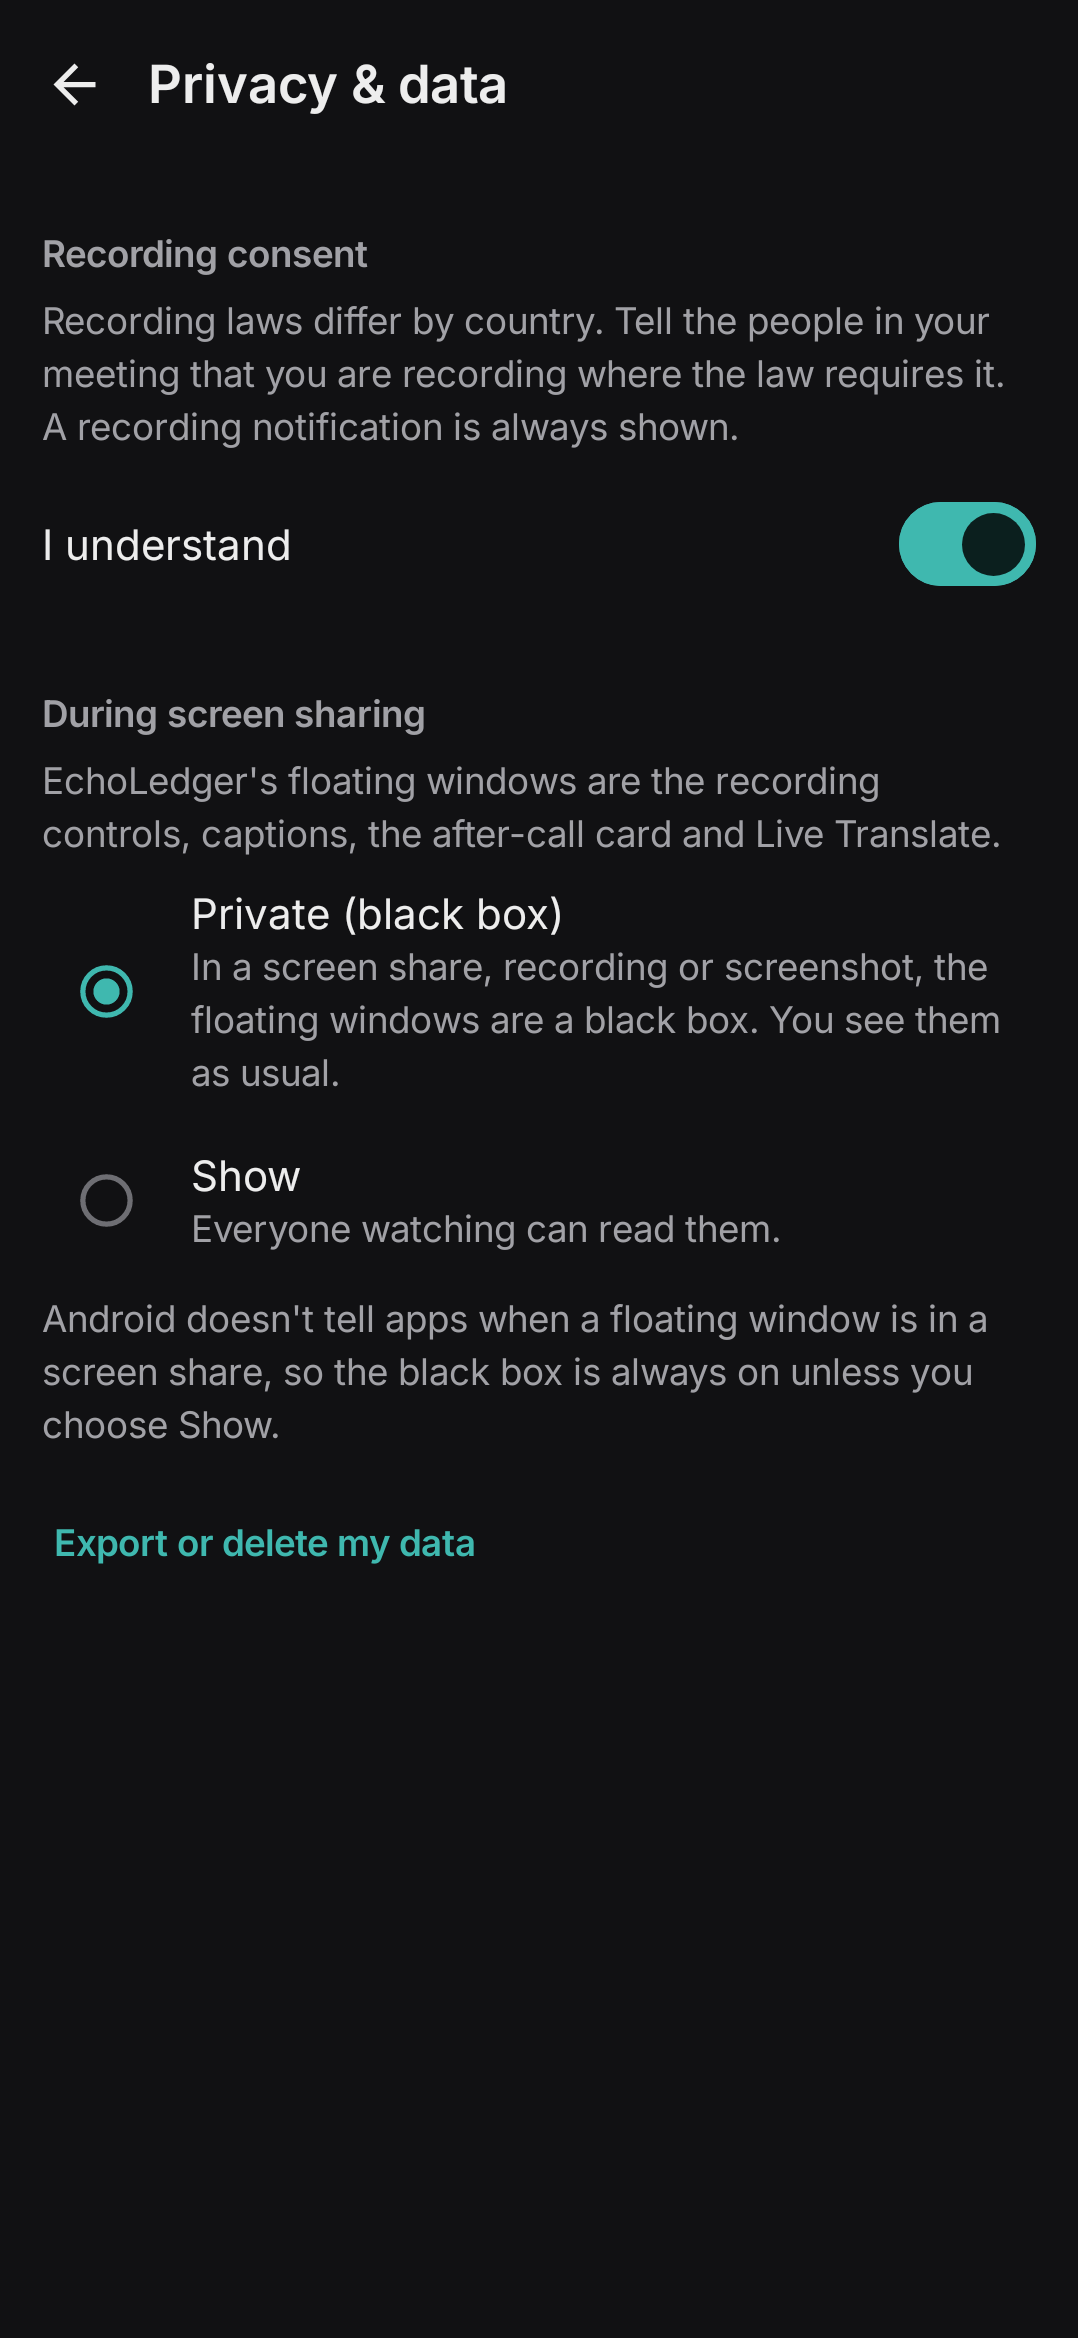 Privacy & data
Recording consent
Recording laws differ by country. Tell the people in your
meeting that you are recording where the law requires it.
A recording notification is always shown.
I understand
During screen sharing
EchoLedger's floating windows are the recording
controls, captions, the after-call card and Live Translate.
Private (black box)
In a screen share, recording or screenshot, the
floating windows are a black box. You see them
as usual.
Show
Everyone watching can read them.
Android doesn't tell apps when a floating window is in a
screen share, so the black box is always on unless you
choose Show.
Export or delete my data